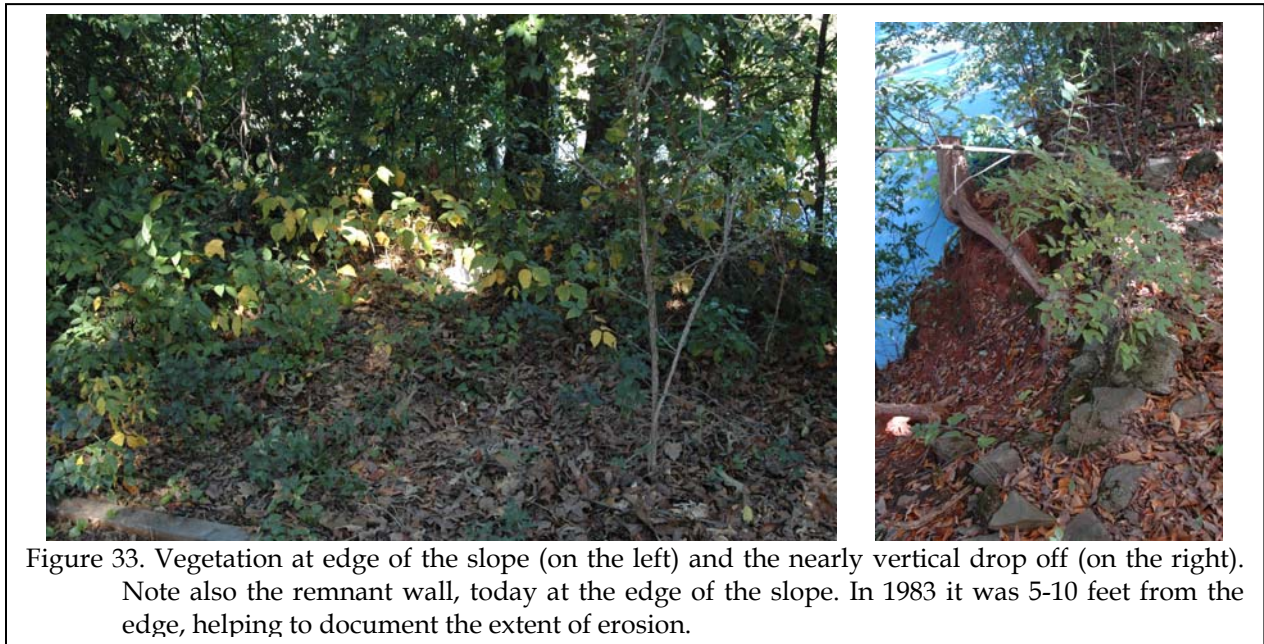 Figure 33. Vegetation at edge of the slope (on the left) and the nearly vertical drop off (on the right).
Note also the remnant wall, today at the edge of the slope. In 1983 it was 5-10 feet from the
edge, helping to document the extent of erosion.